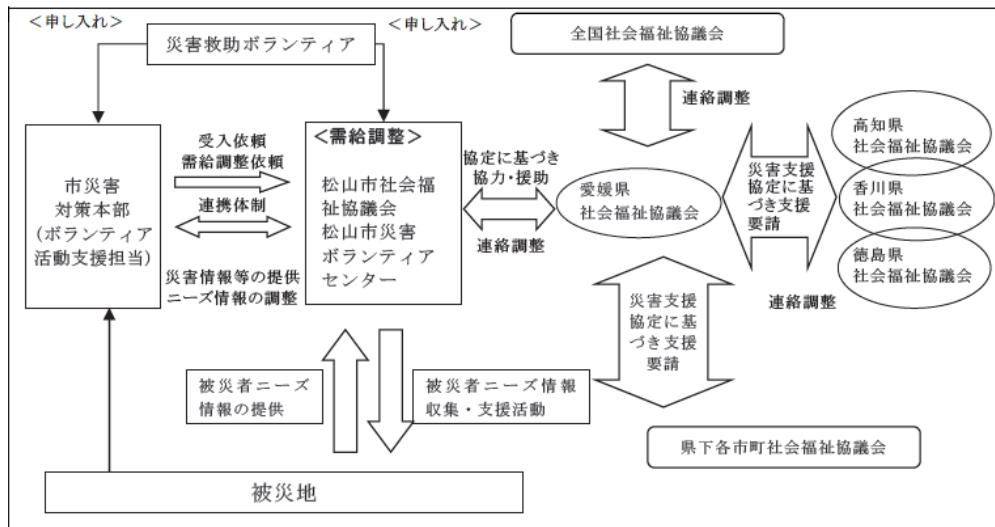 ＜申し入れ＞
＜申し入れ＞
災害救助ボランティア
全国社会福祉協議会
連絡調整
市災害
対策本部
(ボランティア
活動支援担当)
受入依頼
需給調整依頼
連携体制
災害情報等の提供
ニーズ情報の調整
＜需給調整＞
松山市社会福
祉協議会
松山市災害
ボランティア
センター
協定に基づき
協力・援助
連絡調整
愛媛県
社会福祉協議会
災害支援
協定に基
づき支援
要請
高知県
社会福祉協議会
香川県
社会福祉協議会
徳島県
社会福祉協議会
連絡調整
災害支援
協定に基
づき支援
要請
被災者ニーズ
情報の提供
被災者ニーズ情報
収集・支援活動
県下各市町社会福祉協議会
被災地